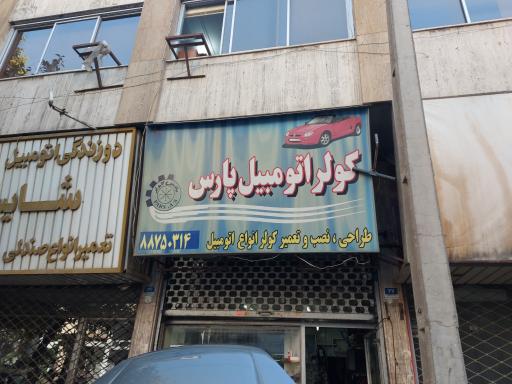 کولر اتومبیل پارس
طراحی، نصب و تعمیر کولر انواع اتومبیل
۸۸۷۵۰۳۱۴
دوزندگی اتومبیل
تعمیر انواع صندلی